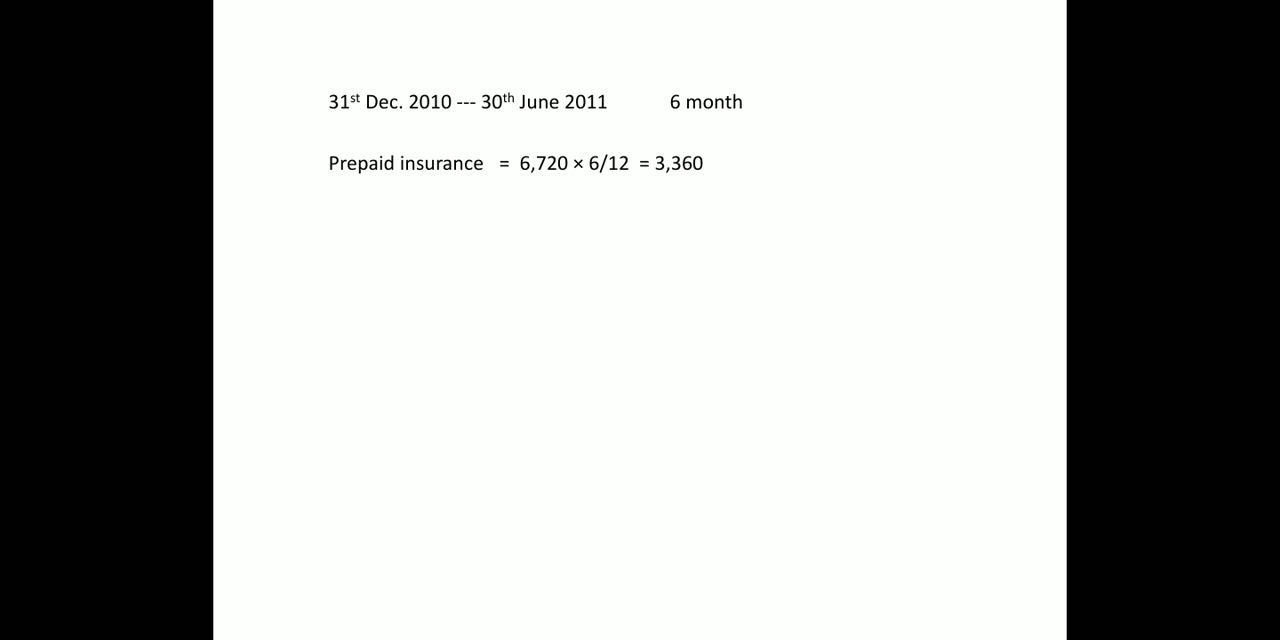 31st Dec. 2010 --- 30th June 2011 6 month
Prepaid insurance = 6,720 × 6/12 = 3,360